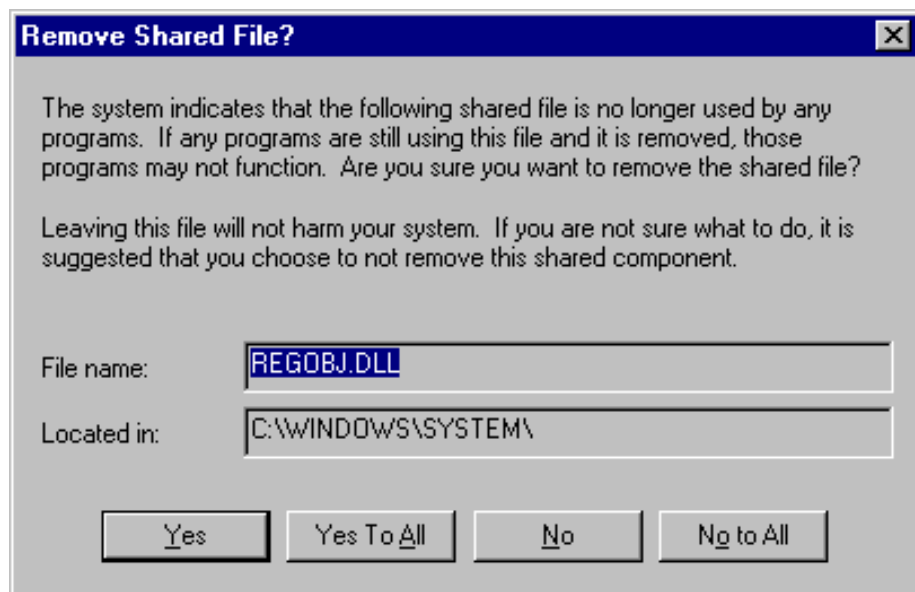 Remove Shared File?
The system indicates that the following shared file is no longer used by any
programs.  If any programs are still using this file and it is removed, those
programs may not function.  Are you sure you want to remove the shared file?
Leaving this file will not harm your system.  If you are not sure what to do, it is
suggested that you choose to not remove this shared component.
File name: REGOBJ.DLL
Located in: C:\WINDOWS\SYSTEM\
Yes Yes To All No No to All